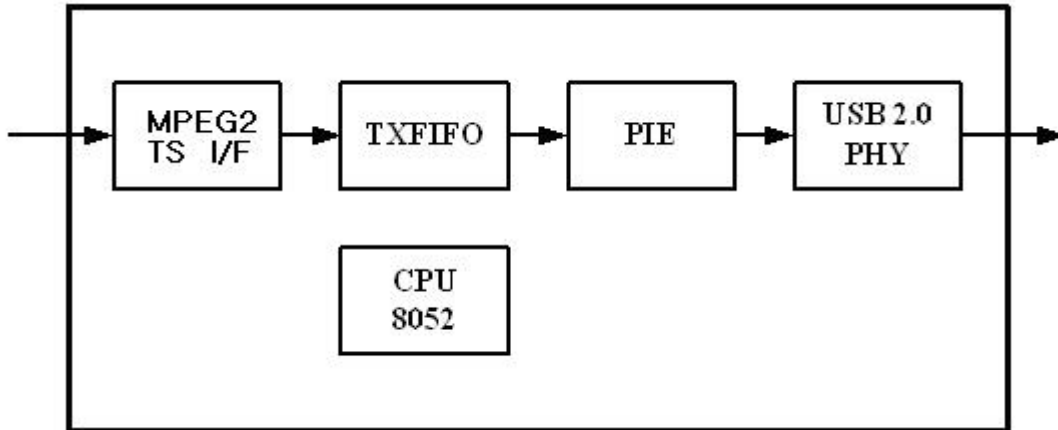 MPEG2
TS I/F
TXFIFO
PIE
USB 2.0
PHY
CPU
8052